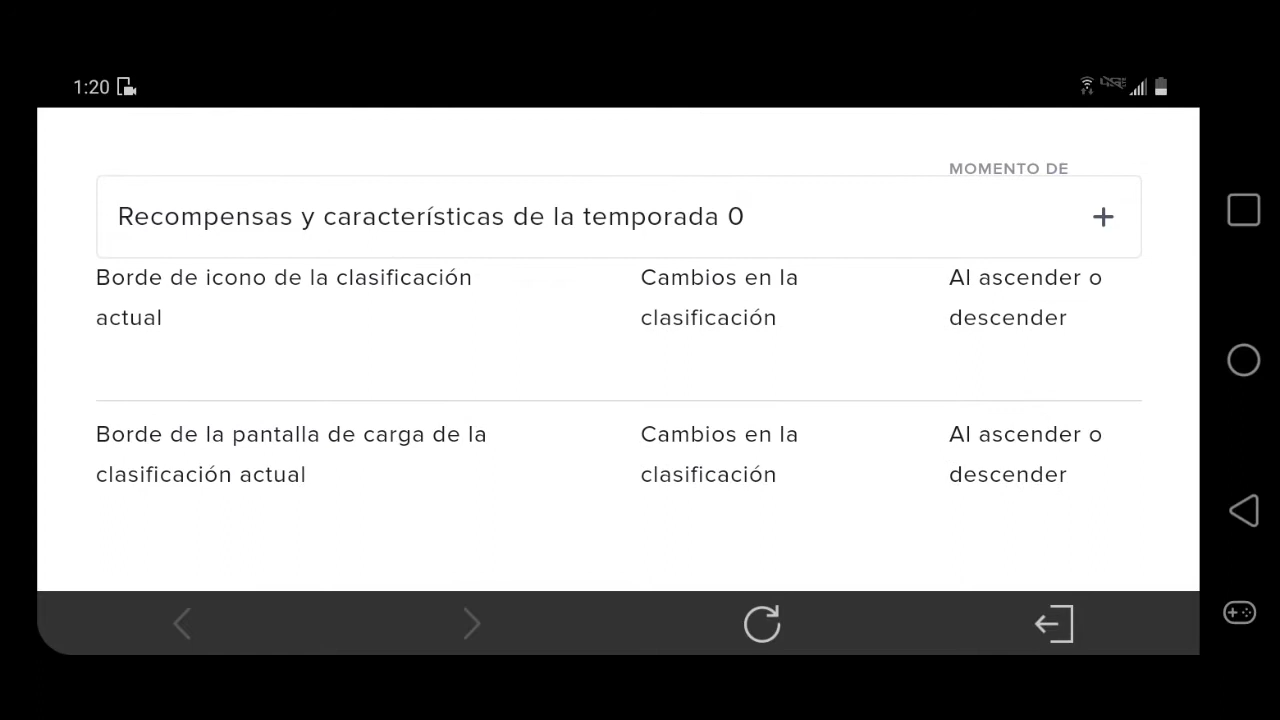 1:20
MOMENTO DE
Recompensas y características de la temporada 0 +
Borde de icono de la clasificación actual
Cambios en la clasificación
Al ascender o descender
Borde de la pantalla de carga de la clasificación actual
Cambios en la clasificación
Al ascender o descender